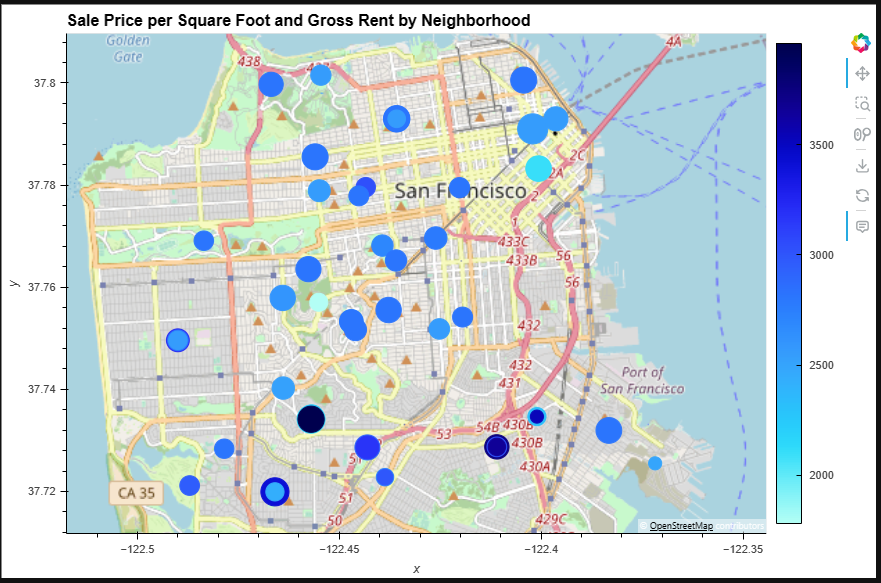 Sale Price per Square Foot and Gross Rent by Neighborhood
Golden
Gate
4A
438
37.8
3500
2C
2A
37.78
San Francisco
2
1
433C
3000
433B
56
y
37.76
56
432
432
2500
Port of
San Francisco
431
37.74
54B
430B
53
430B
430A
2000
CA 35
51
37.72
50
429C
© OpenStreetMap contributors
−122.5
−122.45
−122.4
−122.35
x